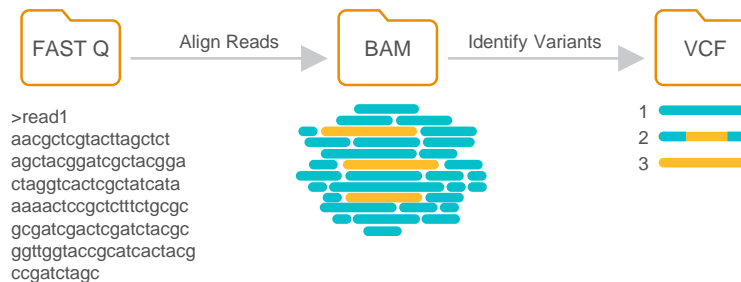 FAST Q
Align Reads
BAM
Identify Variants
VCF
>read1
aacgctcgtacttagctct
agctacggatcgctacgga
ctaggtcactcgctatcata
aaaactccgctctttctgcgc
gcgatcgactcgatctacgc
ggttggtaccgcatcactacg
ccgatctagc
1
2
3